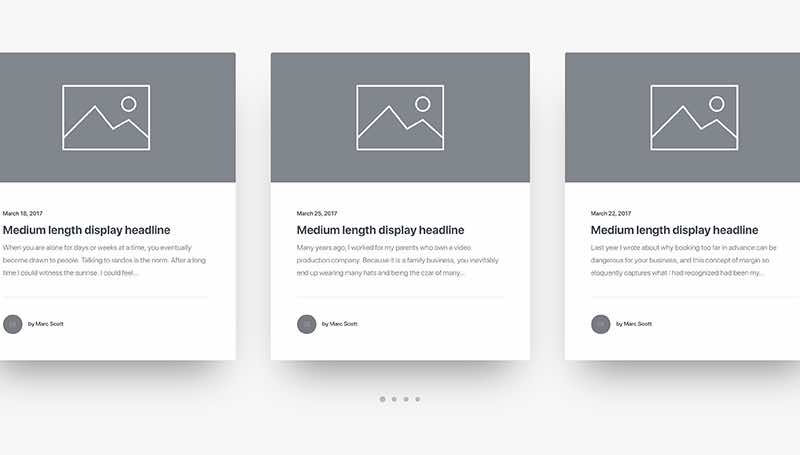 March 18, 2017
Medium length display headline
When you are alone for days or weeks at a time, you eventually
become drawn to people. Talking to randos is the norm. After a long
time I could witness the sunrise. I could feel...
by Marc Scott
March 25, 2017
Medium length display headline
Many years ago, I worked for my parents who own a video
production company. Because it is a family business, you inevitably
end up wearing many hats and being the czar of many...
by Marc Scott
March 22, 2017
Medium length display headline
Last year I wrote about why booking too far in advance can be
dangerous for your business, and this concept of margin so
eloquently captures what I had recognized had been my...
by Marc Scott